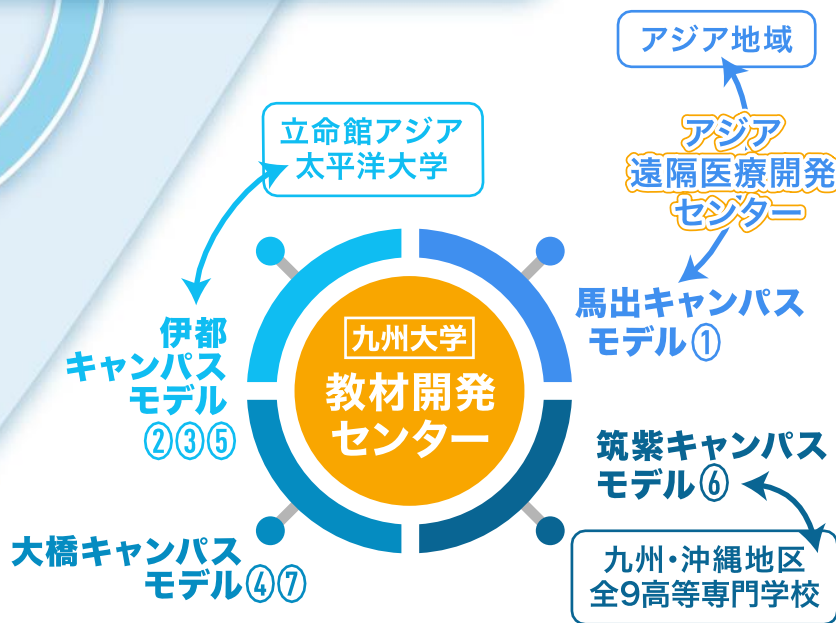 アジア地域
アジア
遠隔医療開発
センター
立命館アジア
太平洋大学
馬出キャンパス
モデル①
伊都
キャンパス
モデル
②③⑤
九州大学
教材開発
センター
筑紫キャンパス
モデル⑥
大橋キャンパス
モデル④⑦
九州・沖縄地区
全9高等専門学校